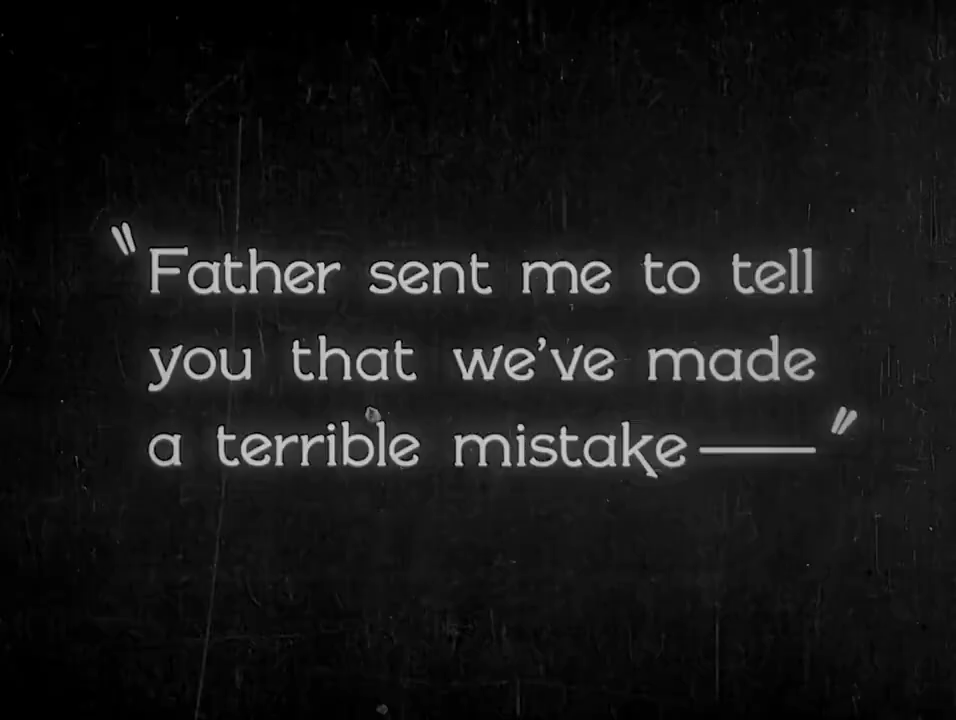 "Father sent me to tell
you that we've made
a terrible mistake——"